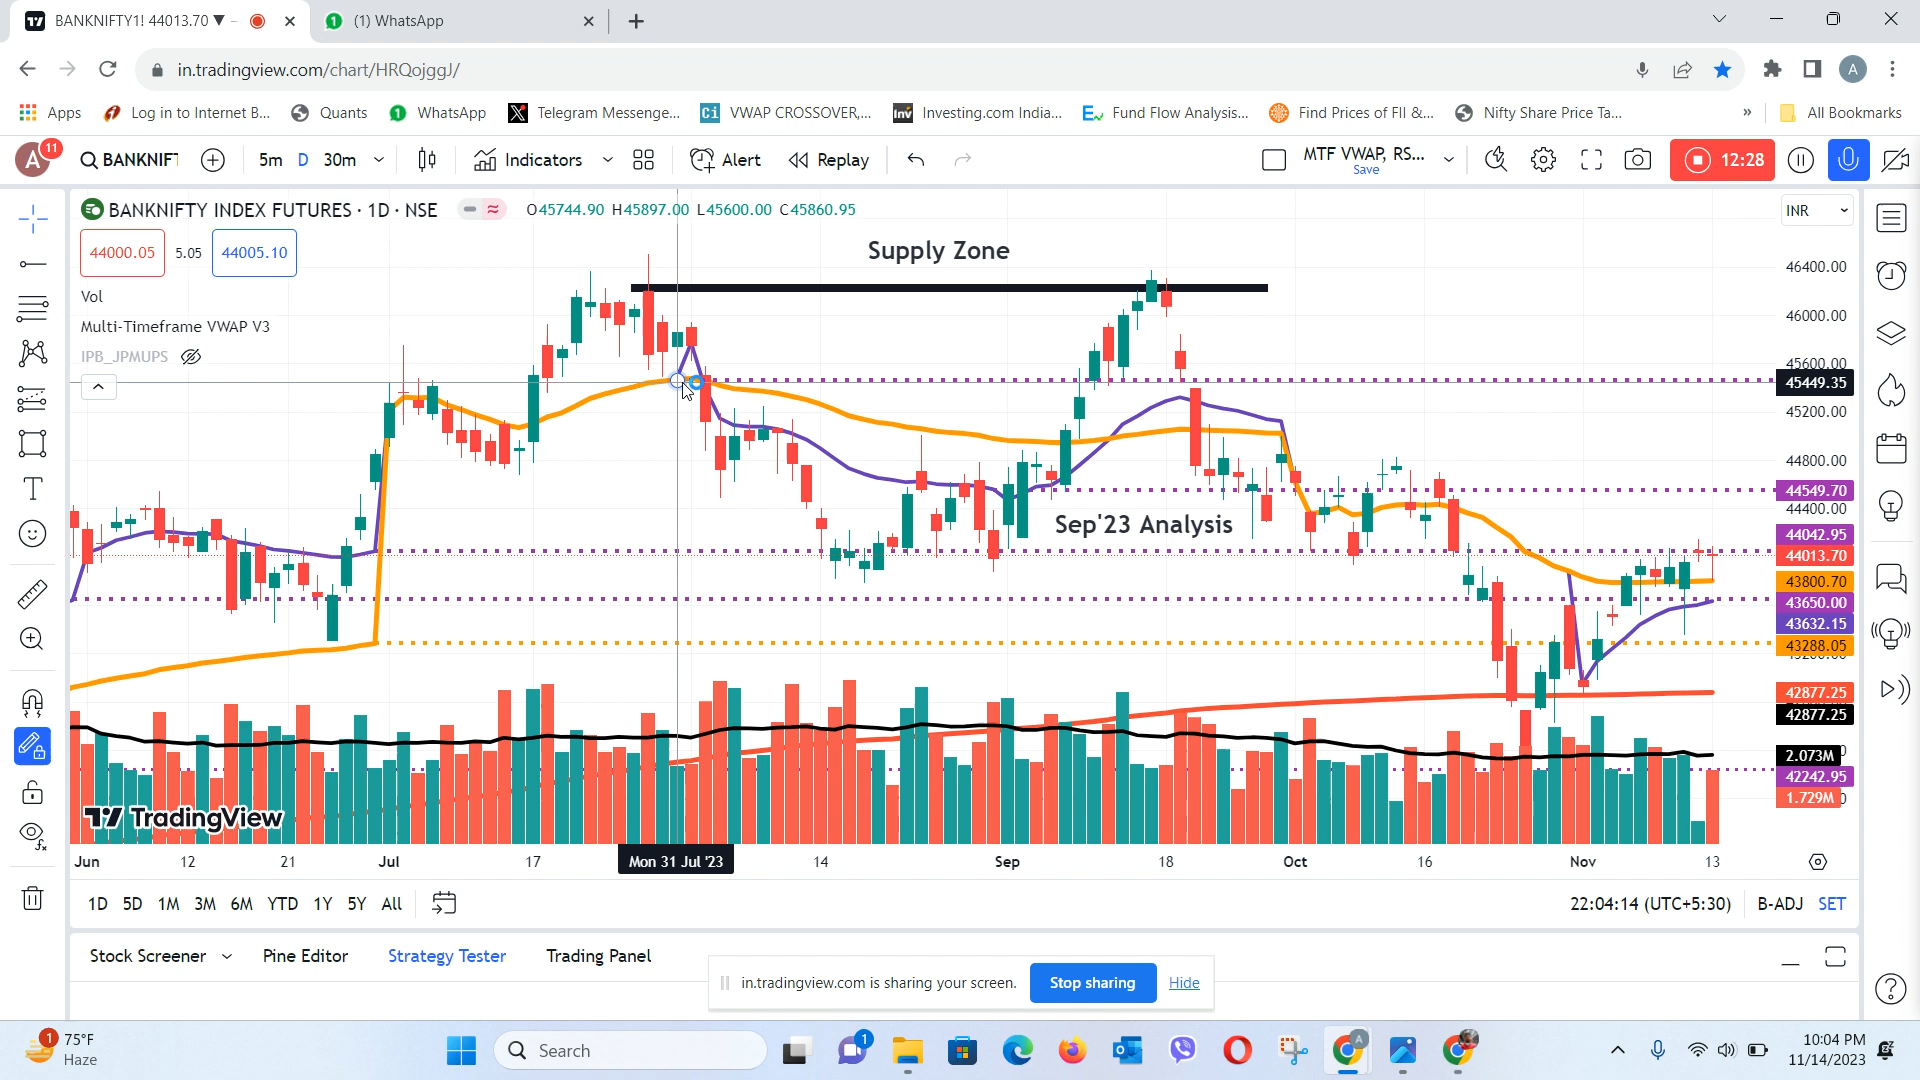 BANKNIFTY1! 44013.70 ▼ –
(1) WhatsApp
in.tradingview.com/chart/HRQojggJ/
A
Apps
Log in to Internet B...
Quants
WhatsApp
Telegram Messenge...
VWAP CROSSOVER,...
Investing.com India...
Fund Flow Analysis...
Find Prices of FII &...
Nifty Share Price Ta...
»
All Bookmarks
A 11
BANKNIF
5m D 30m
Indicators
Alert
Replay
MTF VWAP, RS...
Save
12:28
BANKNIFTY INDEX FUTURES · 1D · NSE
O45744.90 H45897.00 L45600.00 C45860.95
INR
44000.05 5.05 44005.10
Supply Zone
Vol
Multi-Timeframe VWAP V3
IPB_JPMUPS
Sep'23 Analysis
46400.00
46000.00
45600.00
45449.35
45200.00
44800.00
44549.70
44400.00
44042.95
44013.70
43800.70
43650.00
43632.15
43288.05
42877.25
42877.25
2.073M
42242.95
1.729M
TradingView
Jun 12 21 Jul 17 Mon 31 Jul '23 14 Sep 18 Oct 16 Nov 13
1D 5D 1M 3M 6M YTD 1Y 5Y All
22:04:14 (UTC+5:30) B-ADJ SET
Stock Screener Pine Editor Strategy Tester Trading Panel
in.tradingview.com is sharing your screen. Stop sharing Hide
1 75°F
Haze
Search
1
A
10:04 PM
11/14/2023